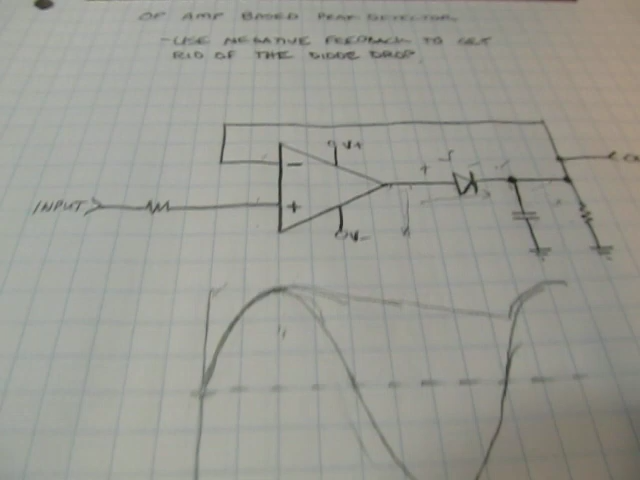 OP AMP BASED PEAK DETECTOR
- USE NEGATIVE FEEDBACK TO GET
RID OF THE DIODE DROP.
V+
INPUT
V-